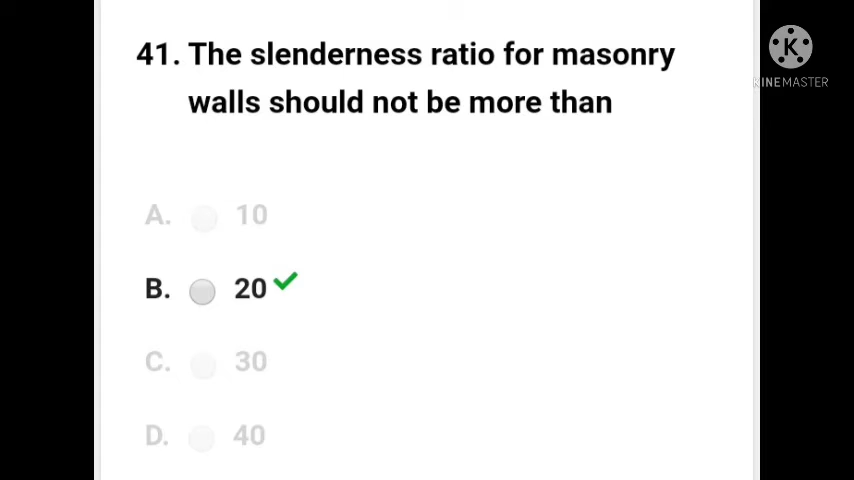 41. The slenderness ratio for masonry
walls should not be more than
K
KINEMASTER
A. 10
B. 20
C. 30
D. 40